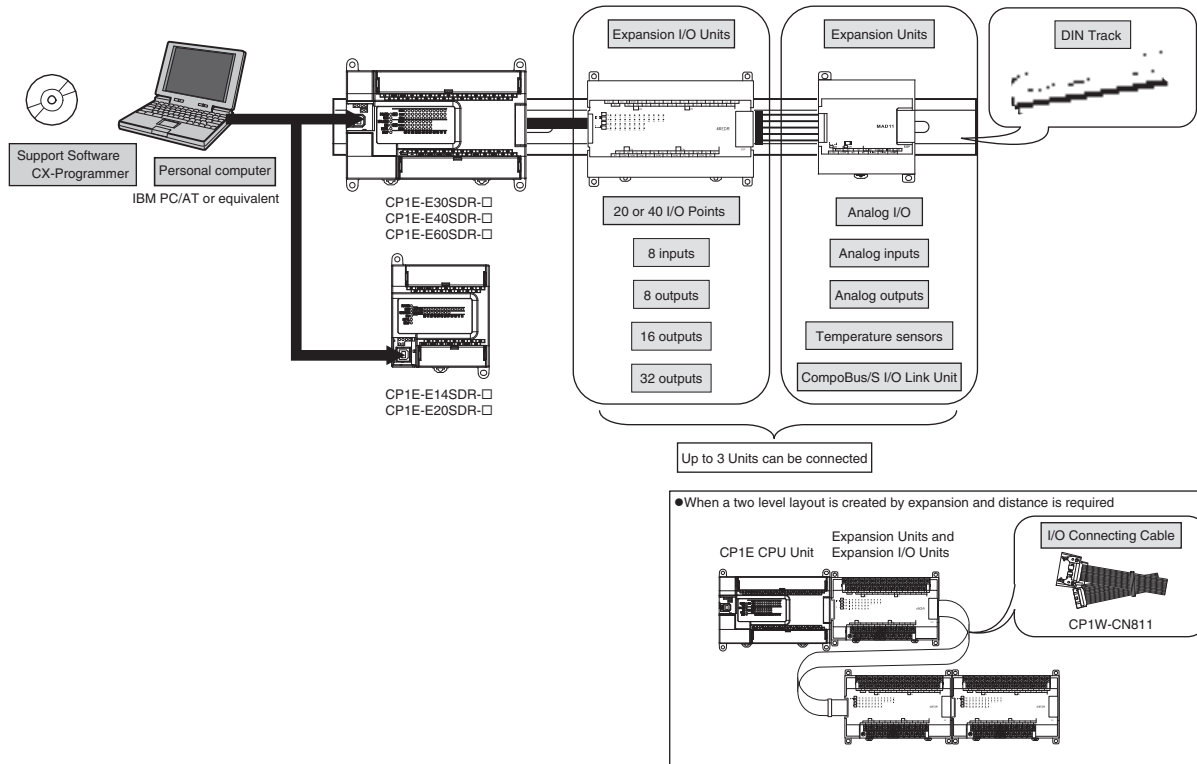 Expansion I/O Units
Expansion Units
DIN Track
MAD11
Support Software
CX-Programmer
Personal computer
IBM PC/AT or equivalent
CP1E-E30SDR-□
CP1E-E40SDR-□
CP1E-E60SDR-□
20 or 40 I/O Points
8 inputs
8 outputs
16 outputs
32 outputs
Analog I/O
Analog inputs
Analog outputs
Temperature sensors
CompoBus/S I/O Link Unit
CP1E-E14SDR-□
CP1E-E20SDR-□
Up to 3 Units can be connected
●When a two level layout is created by expansion and distance is required
CP1E CPU Unit
Expansion Units and
Expansion I/O Units
I/O Connecting Cable
CP1W-CN811